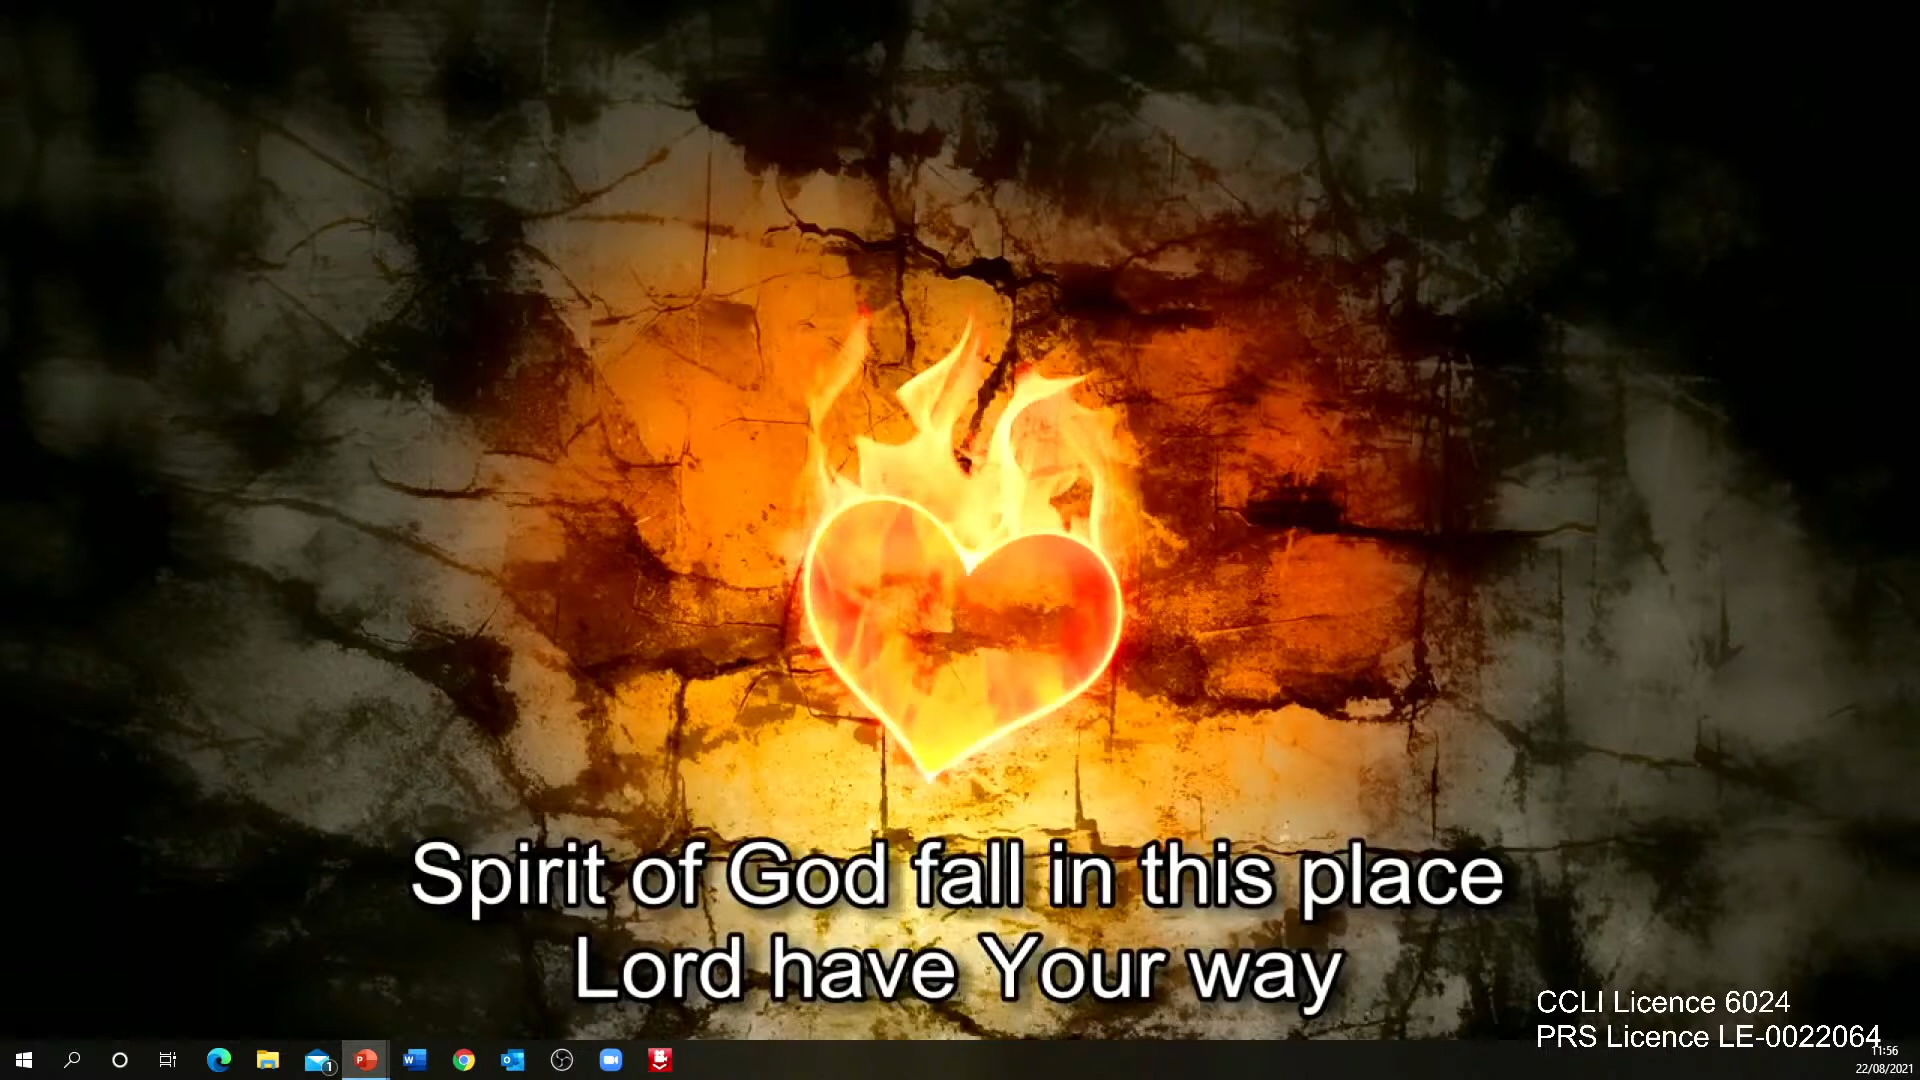 Spirit of God fall in this place
Lord have Your way
CCLI Licence 6024
PRS Licence LE-0022064
11:56
22/08/2021
1